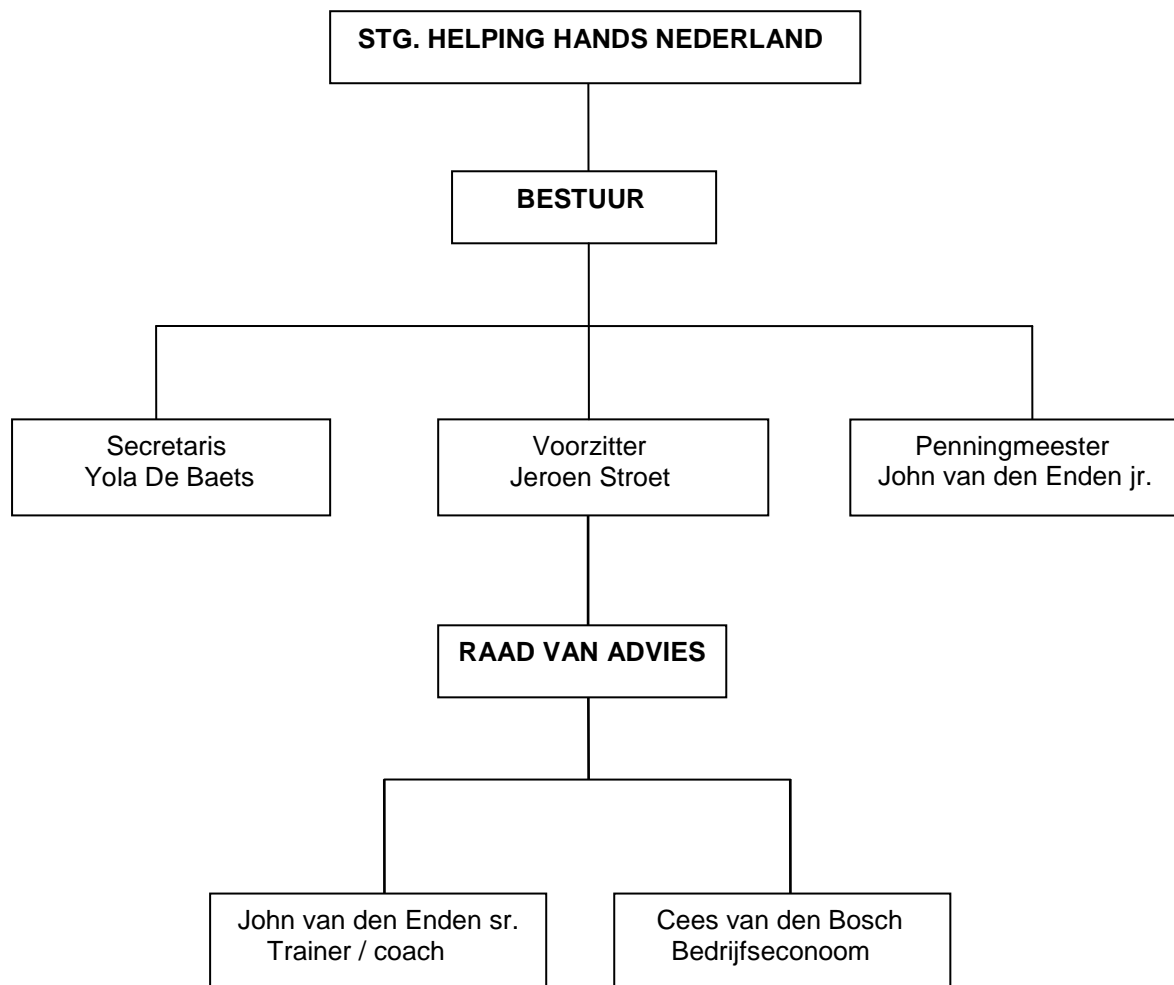 STG. HELPING HANDS NEDERLAND
BESTUUR
Secretaris
Yola De Baets
Voorzitter
Jeroen Stroet
Penningmeester
John van den Enden jr.
RAAD VAN ADVIES
John van den Enden sr.
Trainer / coach
Cees van den Bosch
Bedrijfseconoom